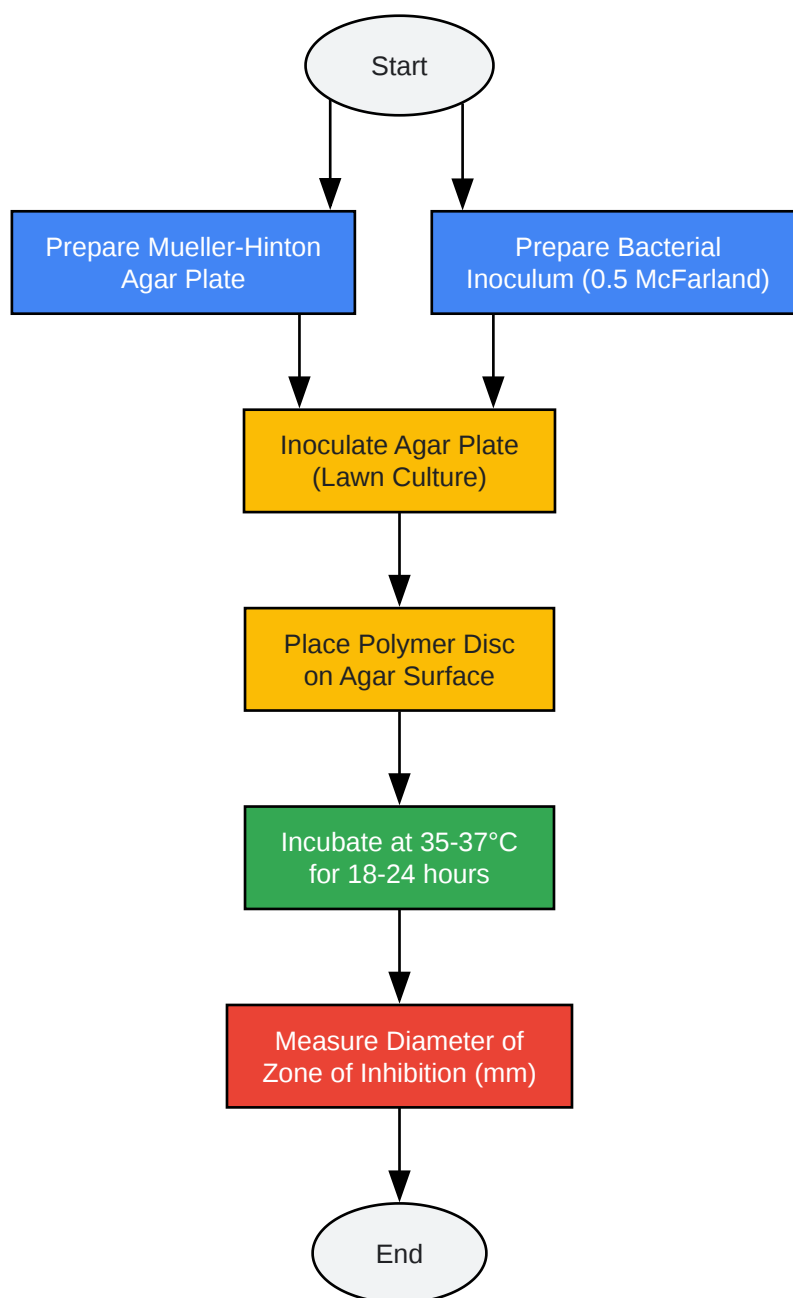 Start
Prepare Mueller-Hinton
Agar Plate
Prepare Bacterial
Inoculum (0.5 McFarland)
Inoculate Agar Plate
(Lawn Culture)
Place Polymer Disc
on Agar Surface
Incubate at 35-37°C
for 18-24 hours
Measure Diameter of
Zone of Inhibition (mm)
End